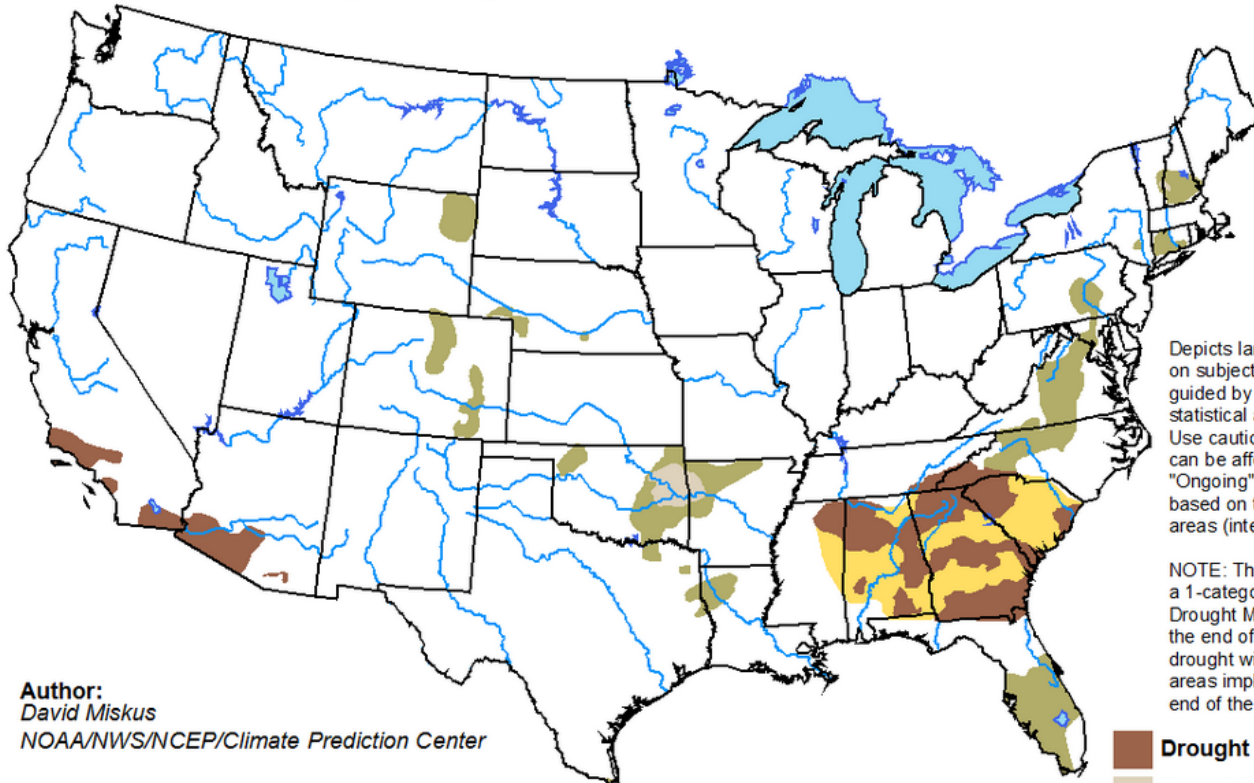 Depicts la
on subject
guided by
statistical
Use cautio
can be affe
"Ongoing"
based on t
areas (inte
NOTE: Th
a 1-catego
Drought M
the end of
drought wi
areas impl
end of the
Author:
David Miskus
NOAA/NWS/NCEP/Climate Prediction Center
Drought